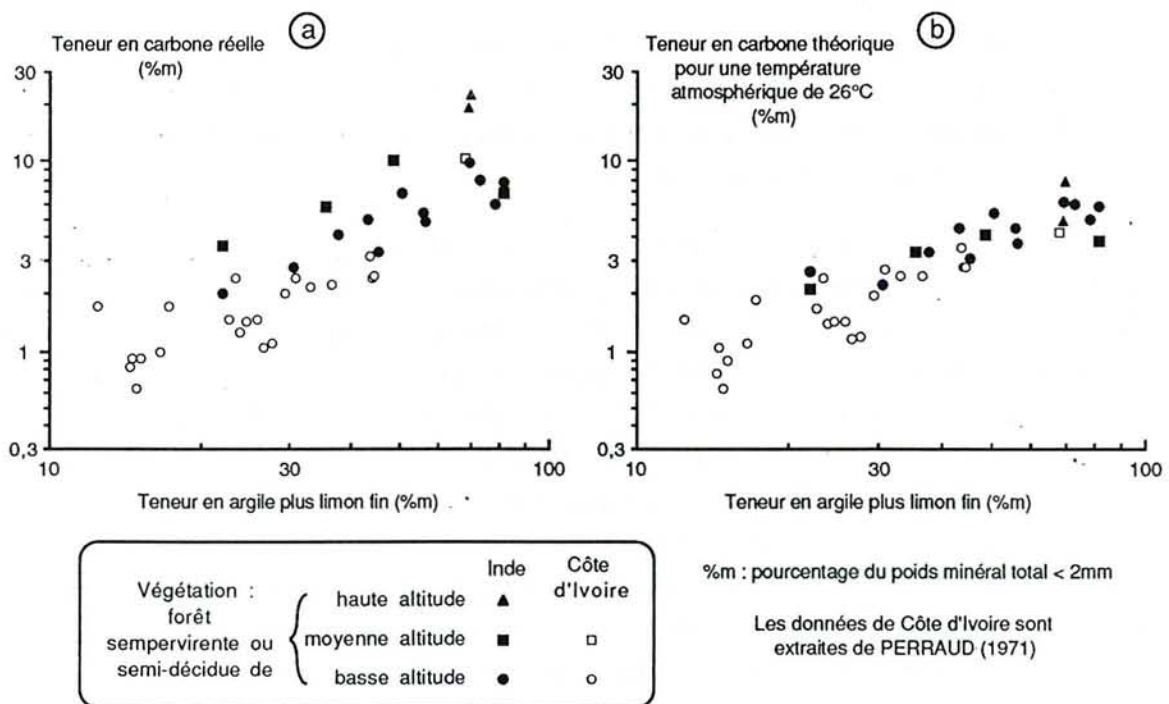 a
Teneur en carbone réelle
(%m)
30
10
3
1
0,3
10
30
100
Teneur en argile plus limon fin (%m)
b
Teneur en carbone théorique
pour une température
atmosphérique de 26°C
(%m)
30
10
3
1
0,3
10
30
100
Teneur en argile plus limon fin (%m)
Inde
Côte
d'Ivoire
Végétation :
forêt
sempervirente ou
semi-décidue de
haute altitude
moyenne altitude
basse altitude
%m : pourcentage du poids minéral total < 2mm
Les données de Côte d'Ivoire sont
extraites de PERRAUD (1971)